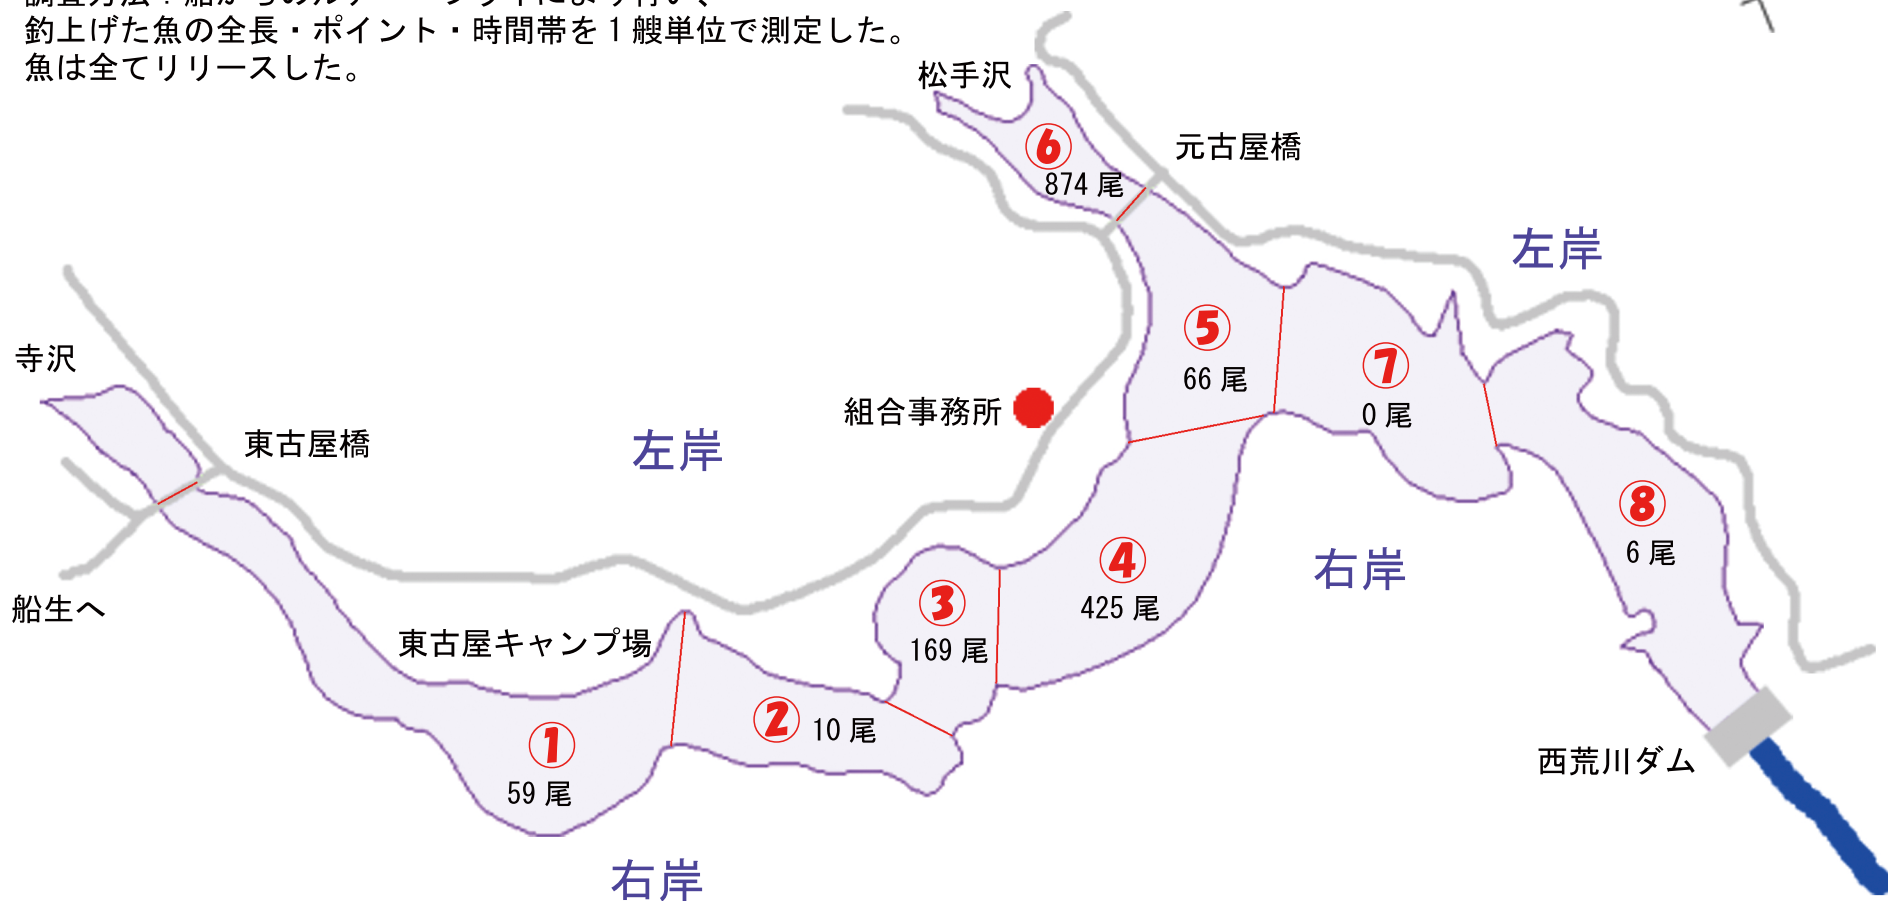 釣上げた魚の全長・ポイント・時間帯を１艘単位で測定した。
魚は全てリリースした。
松手沢
⑥
874 尾
元古屋橋
左岸
⑤
66 尾
⑦
0 尾
寺沢
東古屋橋
左岸
組合事務所
⑧
6 尾
④
425 尾
右岸
③
169 尾
船生へ
東古屋キャンプ場
②
10 尾
①
59 尾
西荒川ダム
右岸